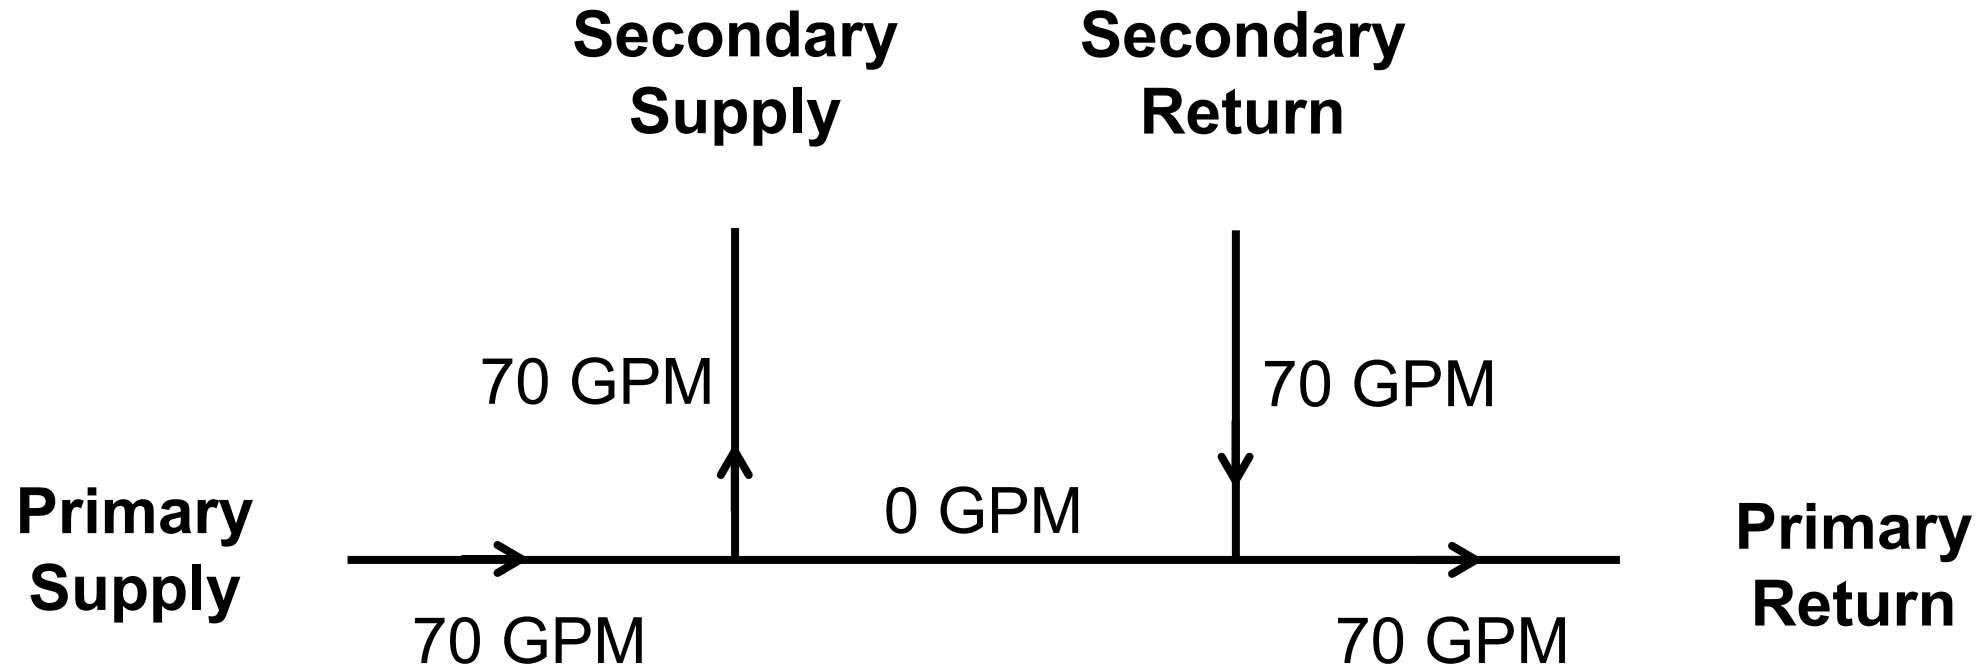 Secondary
Supply
Secondary
Return
70 GPM
70 GPM
Primary
Supply
0 GPM
Primary
Return
70 GPM
70 GPM